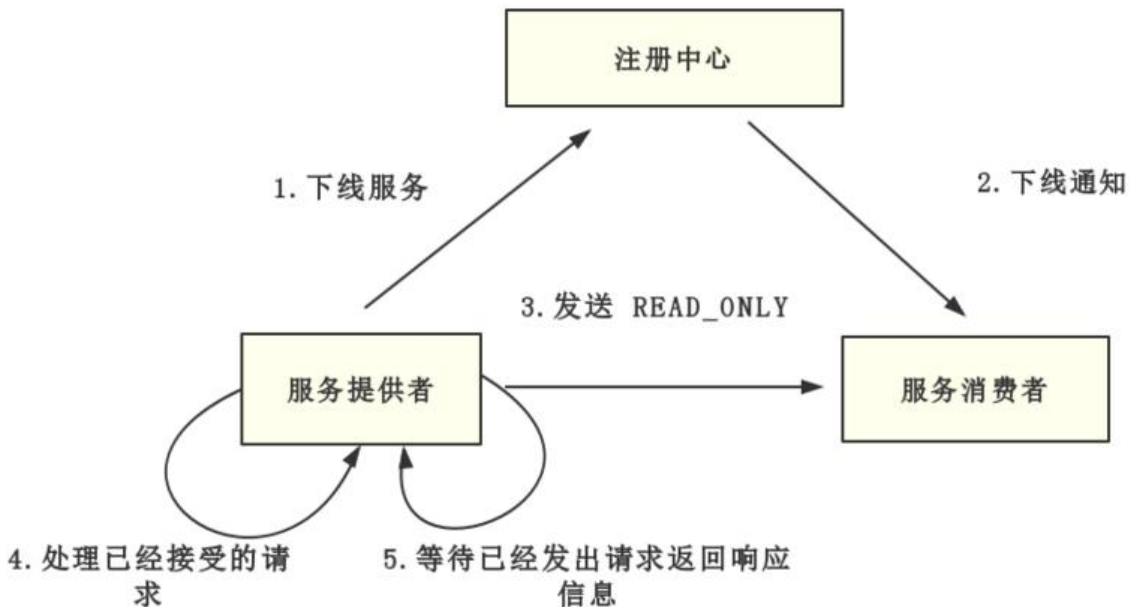 注册中心
1.下线服务
2.下线通知
3.发送 READ_ONLY
服务提供者
服务消费者
4.处理已经接受的请
求
5.等待已经发出请求返回响应
信息